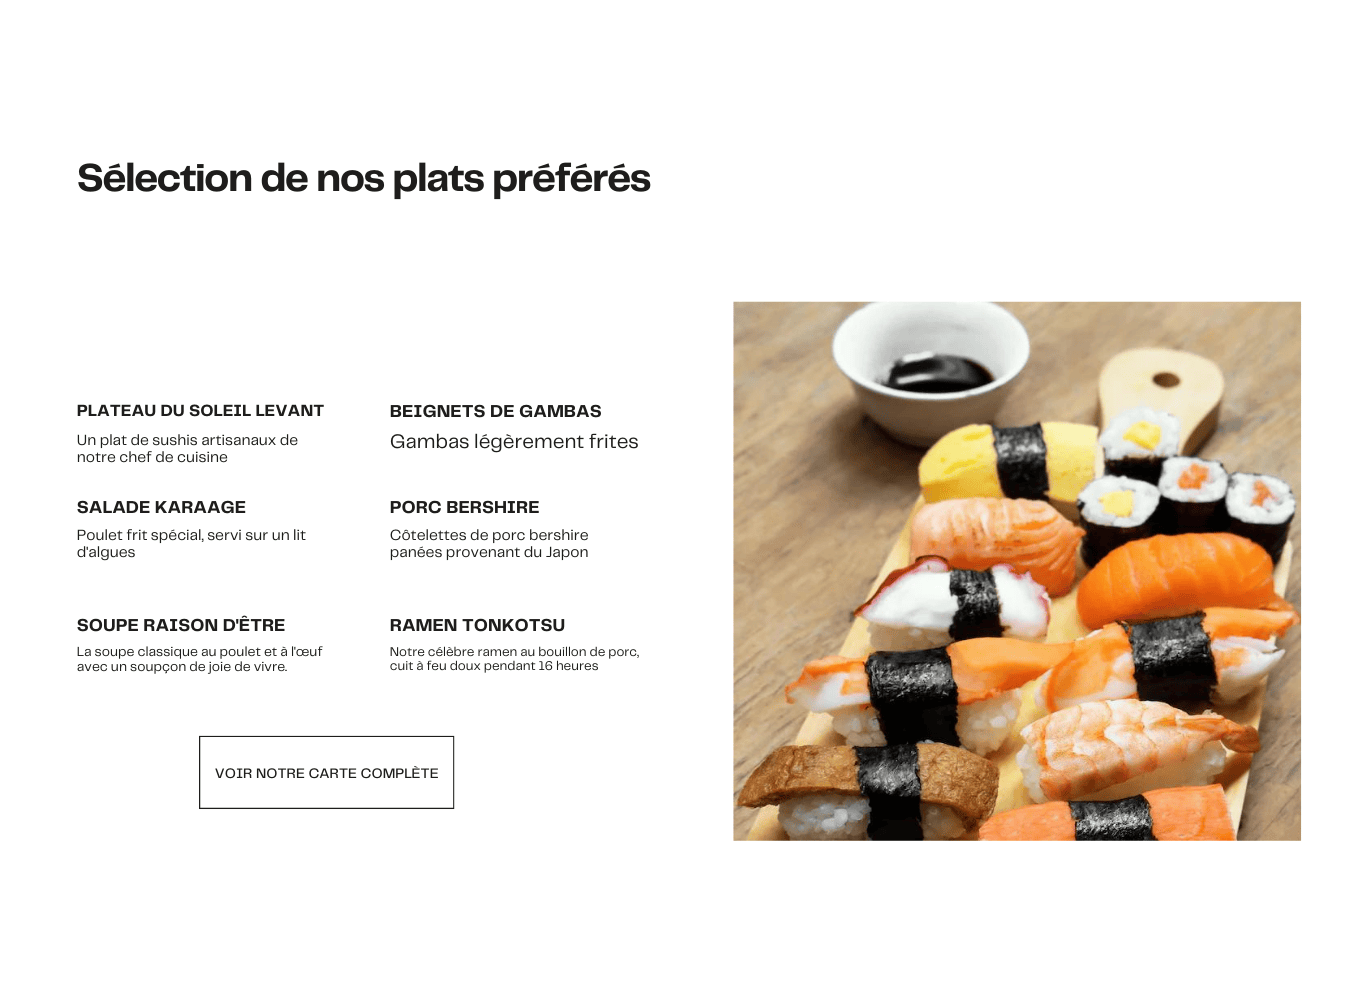 Sélection de nos plats préférés
PLATEAU DU SOLEIL LEVANT
Un plat de sushis artisanaux de
notre chef de cuisine
BEIGNETS DE GAMBAS
Gambas légèrement frites
SALADE KARAAGE
Poulet frit spécial, servi sur un lit
d'algues
PORC BERSHIRE
Côtelettes de porc bershire
panées provenant du Japon
SOUPE RAISON D'ÊTRE
La soupe classique au poulet et à l'œuf
avec un soupçon de joie de vivre.
RAMEN TONKOTSU
Notre célèbre ramen au bouillon de porc,
cuit à feu doux pendant 16 heures
VOIR NOTRE CARTE COMPLÈTE